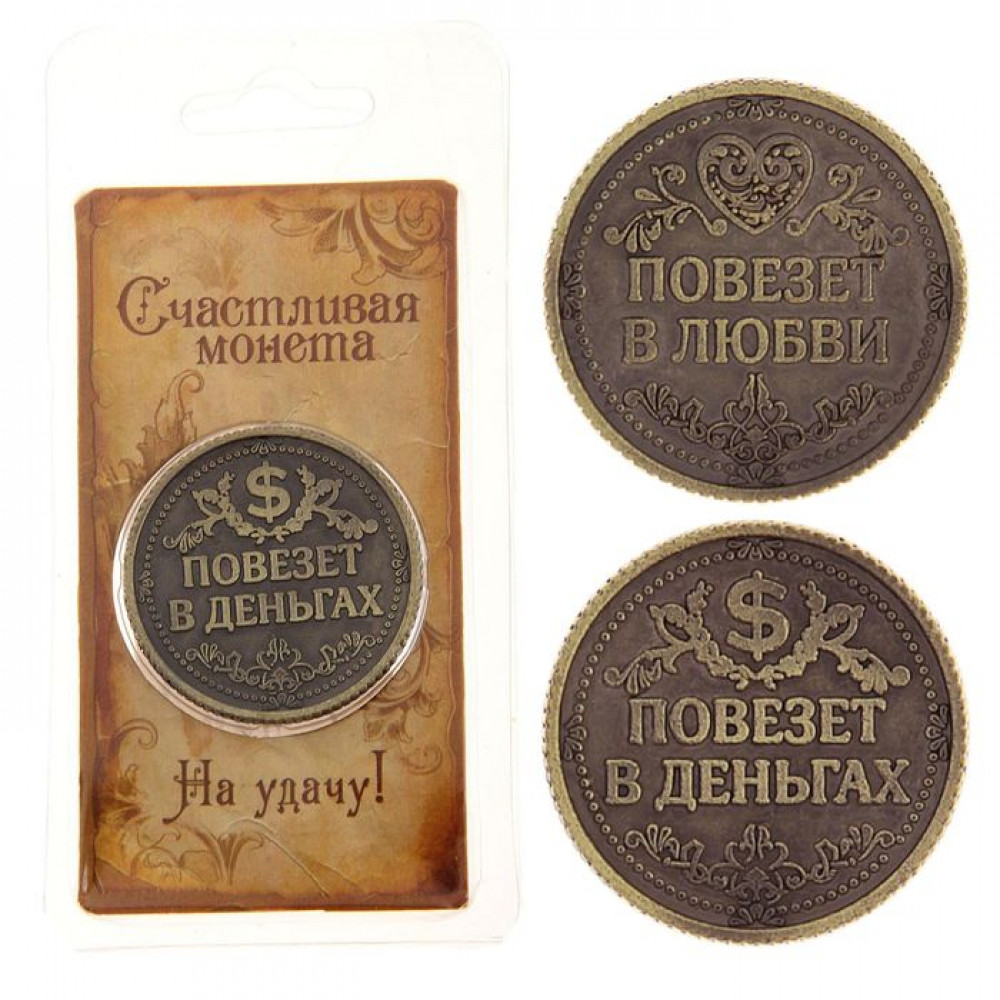 Счастливая
монета
$
ПОВЕЗЕТ
В ДЕНЬГАХ
На удачу!
ПОВЕЗЕТ
В ЛЮБВИ
$
ПОВЕЗЕТ
В ДЕНЬГАХ